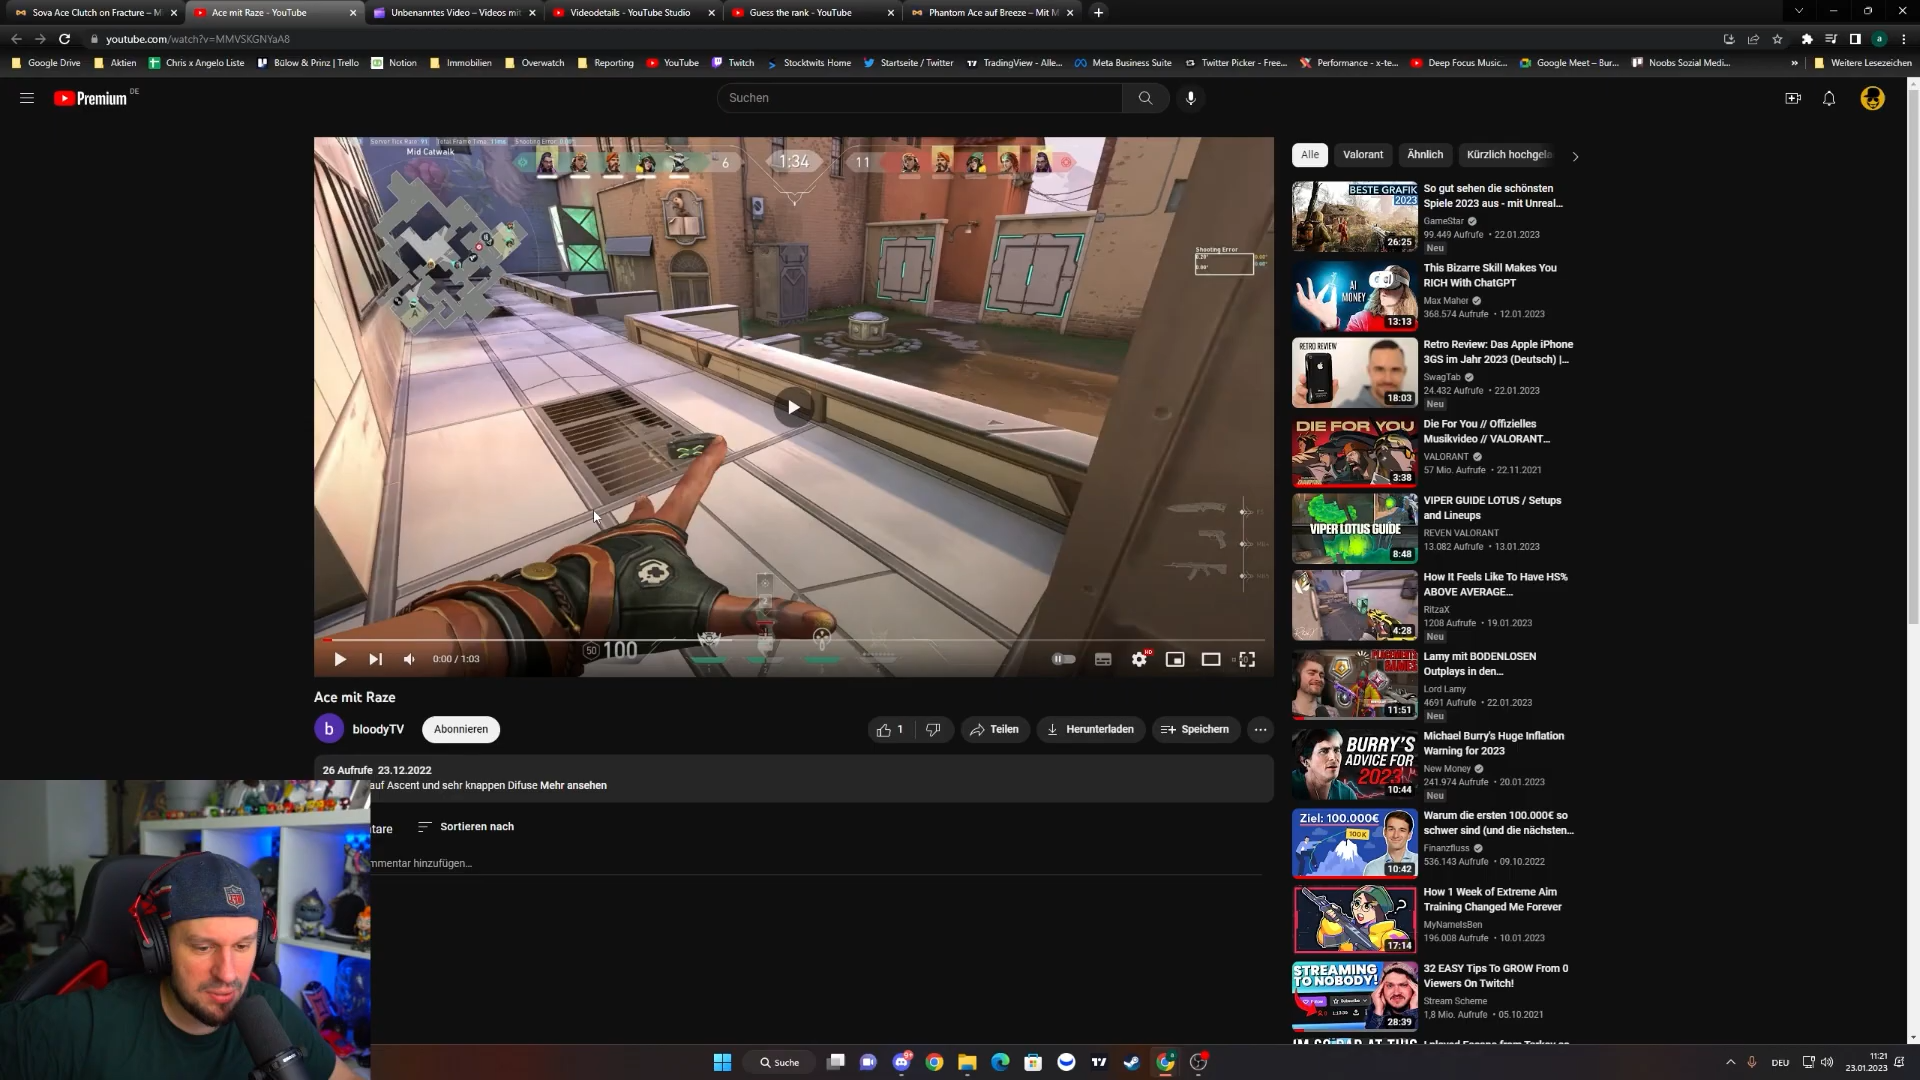 Sova Ace Clutch on Fracture – M
Ace mit Raze - YouTube
Unbenanntes Video – Videos mit
Videodetails - YouTube Studio
Guess the rank - YouTube
Phantom Ace auf Breeze – Mit M
youtube.com/watch?v=MMVSKGNYaA8
Google Drive
Aktien
Chris x Angelo Liste
Bülow & Prinz | Trello
Notion
Immobilien
Overwatch
Reporting
YouTube
Twitch
Stocktwits Home
Startseite / Twitter
TradingView - Alle...
Meta Business Suite
Twitter Picker - Free...
Performance - x-te...
Deep Focus Music...
Google Meet – Bur...
Noobs Sozial Medi...
Weitere Lesezeichen
Premium DE
Suchen
Server Tick Rate 91 Total Frame Time
Mid Catwalk
6
1:34
11
Shooting Error
A
50 100
0:00 / 1:03
HD
Ace mit Raze
b
bloodyTV
Abonnieren
1
Teilen
Herunterladen
Speichern
26 Aufrufe 23.12.2022
auf Ascent und sehr knappen Difuse Mehr ansehen
tare
Sortieren nach
mmentar hinzufügen...
Alle
Valorant
Ähnlich
Kürzlich hochgela
BESTE GRAFIK
2023
26:25
So gut sehen die schönsten
Spiele 2023 aus - mit Unreal...
GameStar
99.449 Aufrufe • 22.01.2023
Neu
AI
MONEY
13:13
This Bizarre Skill Makes You
RICH With ChatGPT
Max Maher
368.574 Aufrufe • 12.01.2023
RETRO REVIEW
18:03
Retro Review: Das Apple iPhone
3GS im Jahr 2023 (Deutsch) |...
SwagTab
24.432 Aufrufe • 22.01.2023
Neu
DIE FOR YOU
3:38
Die For You // Offizielles
Musikvideo // VALORANT...
VALORANT
57 Mio. Aufrufe • 22.11.2021
VIPER LOTUS GUIDE
8:48
VIPER GUIDE LOTUS / Setups
and Lineups
REVEN VALORANT
13.082 Aufrufe • 13.01.2023
4:28
How It Feels Like To Have HS%
ABOVE AVERAGE...
RitzaX
1208 Aufrufe • 19.01.2023
Neu
11:51
Lamy mit BODENLOSEN
Outplays in den...
Lord Lamy
4691 Aufrufe • 22.01.2023
Neu
BURRY'S
ADVICE FOR
2023
10:44
Michael Burry's Huge Inflation
Warning for 2023
New Money
241.974 Aufrufe • 20.01.2023
Neu
Ziel: 100.000€
100K
10:42
Warum die ersten 100.000€ so
schwer sind (und die nächsten...
Finanzfluss
536.143 Aufrufe • 09.10.2022
?
17:14
How 1 Week of Extreme Aim
Training Changed Me Forever
MyNameIsBen
196.008 Aufrufe • 10.01.2023
STREAMING
TO NOBODY!
28:39
32 EASY Tips To GROW From 0
Viewers On Twitch!
Stream Scheme
1,8 Mio. Aufrufe • 05.10.2021
Suche
DEU
11:21
23.01.2023